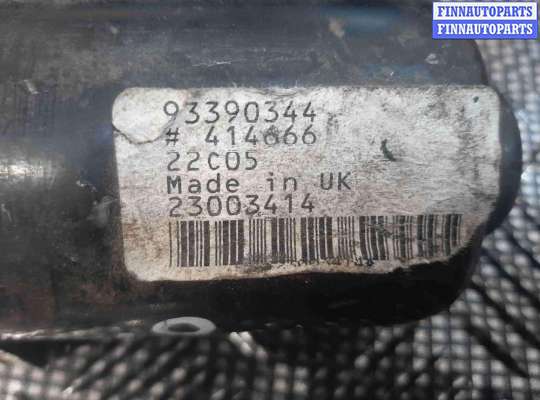 FINNAUTOPARTS
FINNAUTOPARTS
93390344
# 414666
22C05
Made in UK
23003414